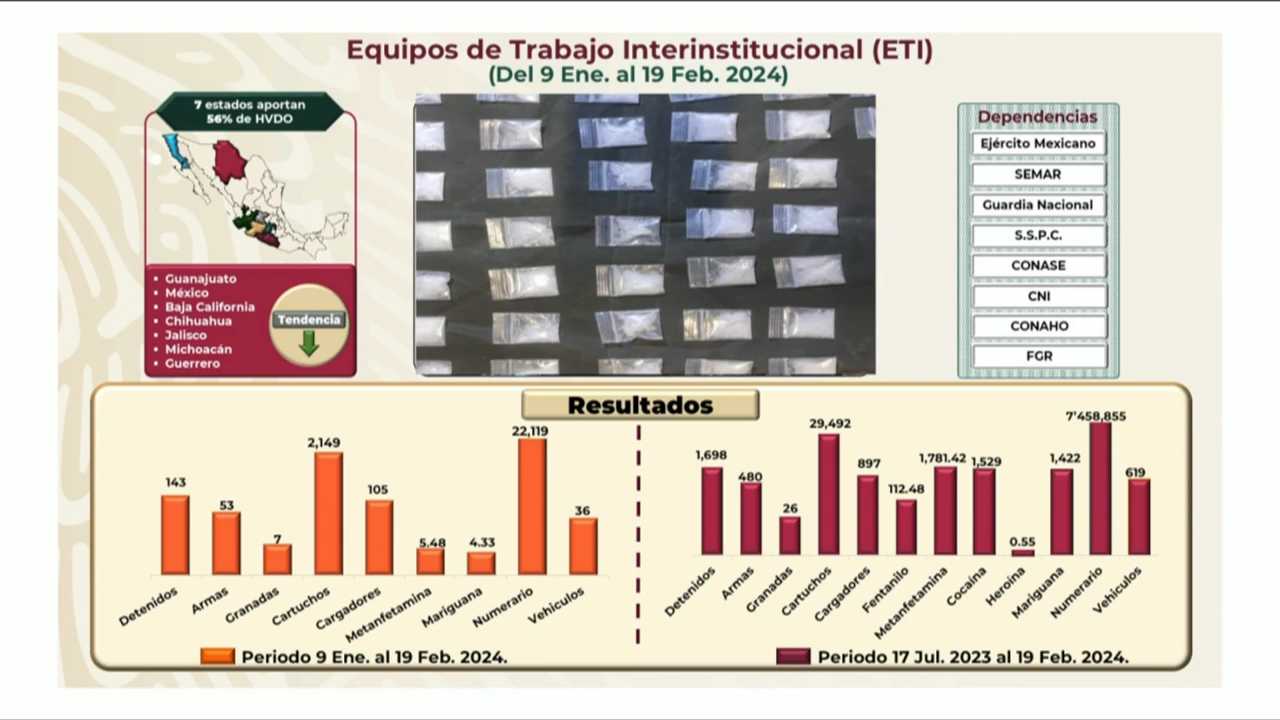 Equipos de Trabajo Interinstitucional (ETI)
(Del 9 Ene. al 19 Feb. 2024)
7 estados aportan
56% de HVDO
• Guanajuato
• México
• Baja California
• Chihuahua
• Jalisco
• Michoacán
• Guerrero
Tendencia
Dependencias
Ejército Mexicano
SEMAR
Guardia Nacional
S.S.P.C.
CONASE
CNI
CONAHO
FGR
Resultados
143
53
7
2,149
105
5.48
4.33
22,119
36
Detenidos
Armas
Granadas
Cartuchos
Cargadores
Metanfetamina
Mariguana
Numerario
Vehículos
Periodo 9 Ene. al 19 Feb. 2024.
1,698
480
26
29,492
897
112.48
1,781.42
1,529
0.55
1,422
7'458,855
619
Detenidos
Armas
Granadas
Cartuchos
Cargadores
Fentanilo
Metanfetamina
Cocaína
Heroína
Mariguana
Numerario
Vehículos
Periodo 17 Jul. 2023 al 19 Feb. 2024.